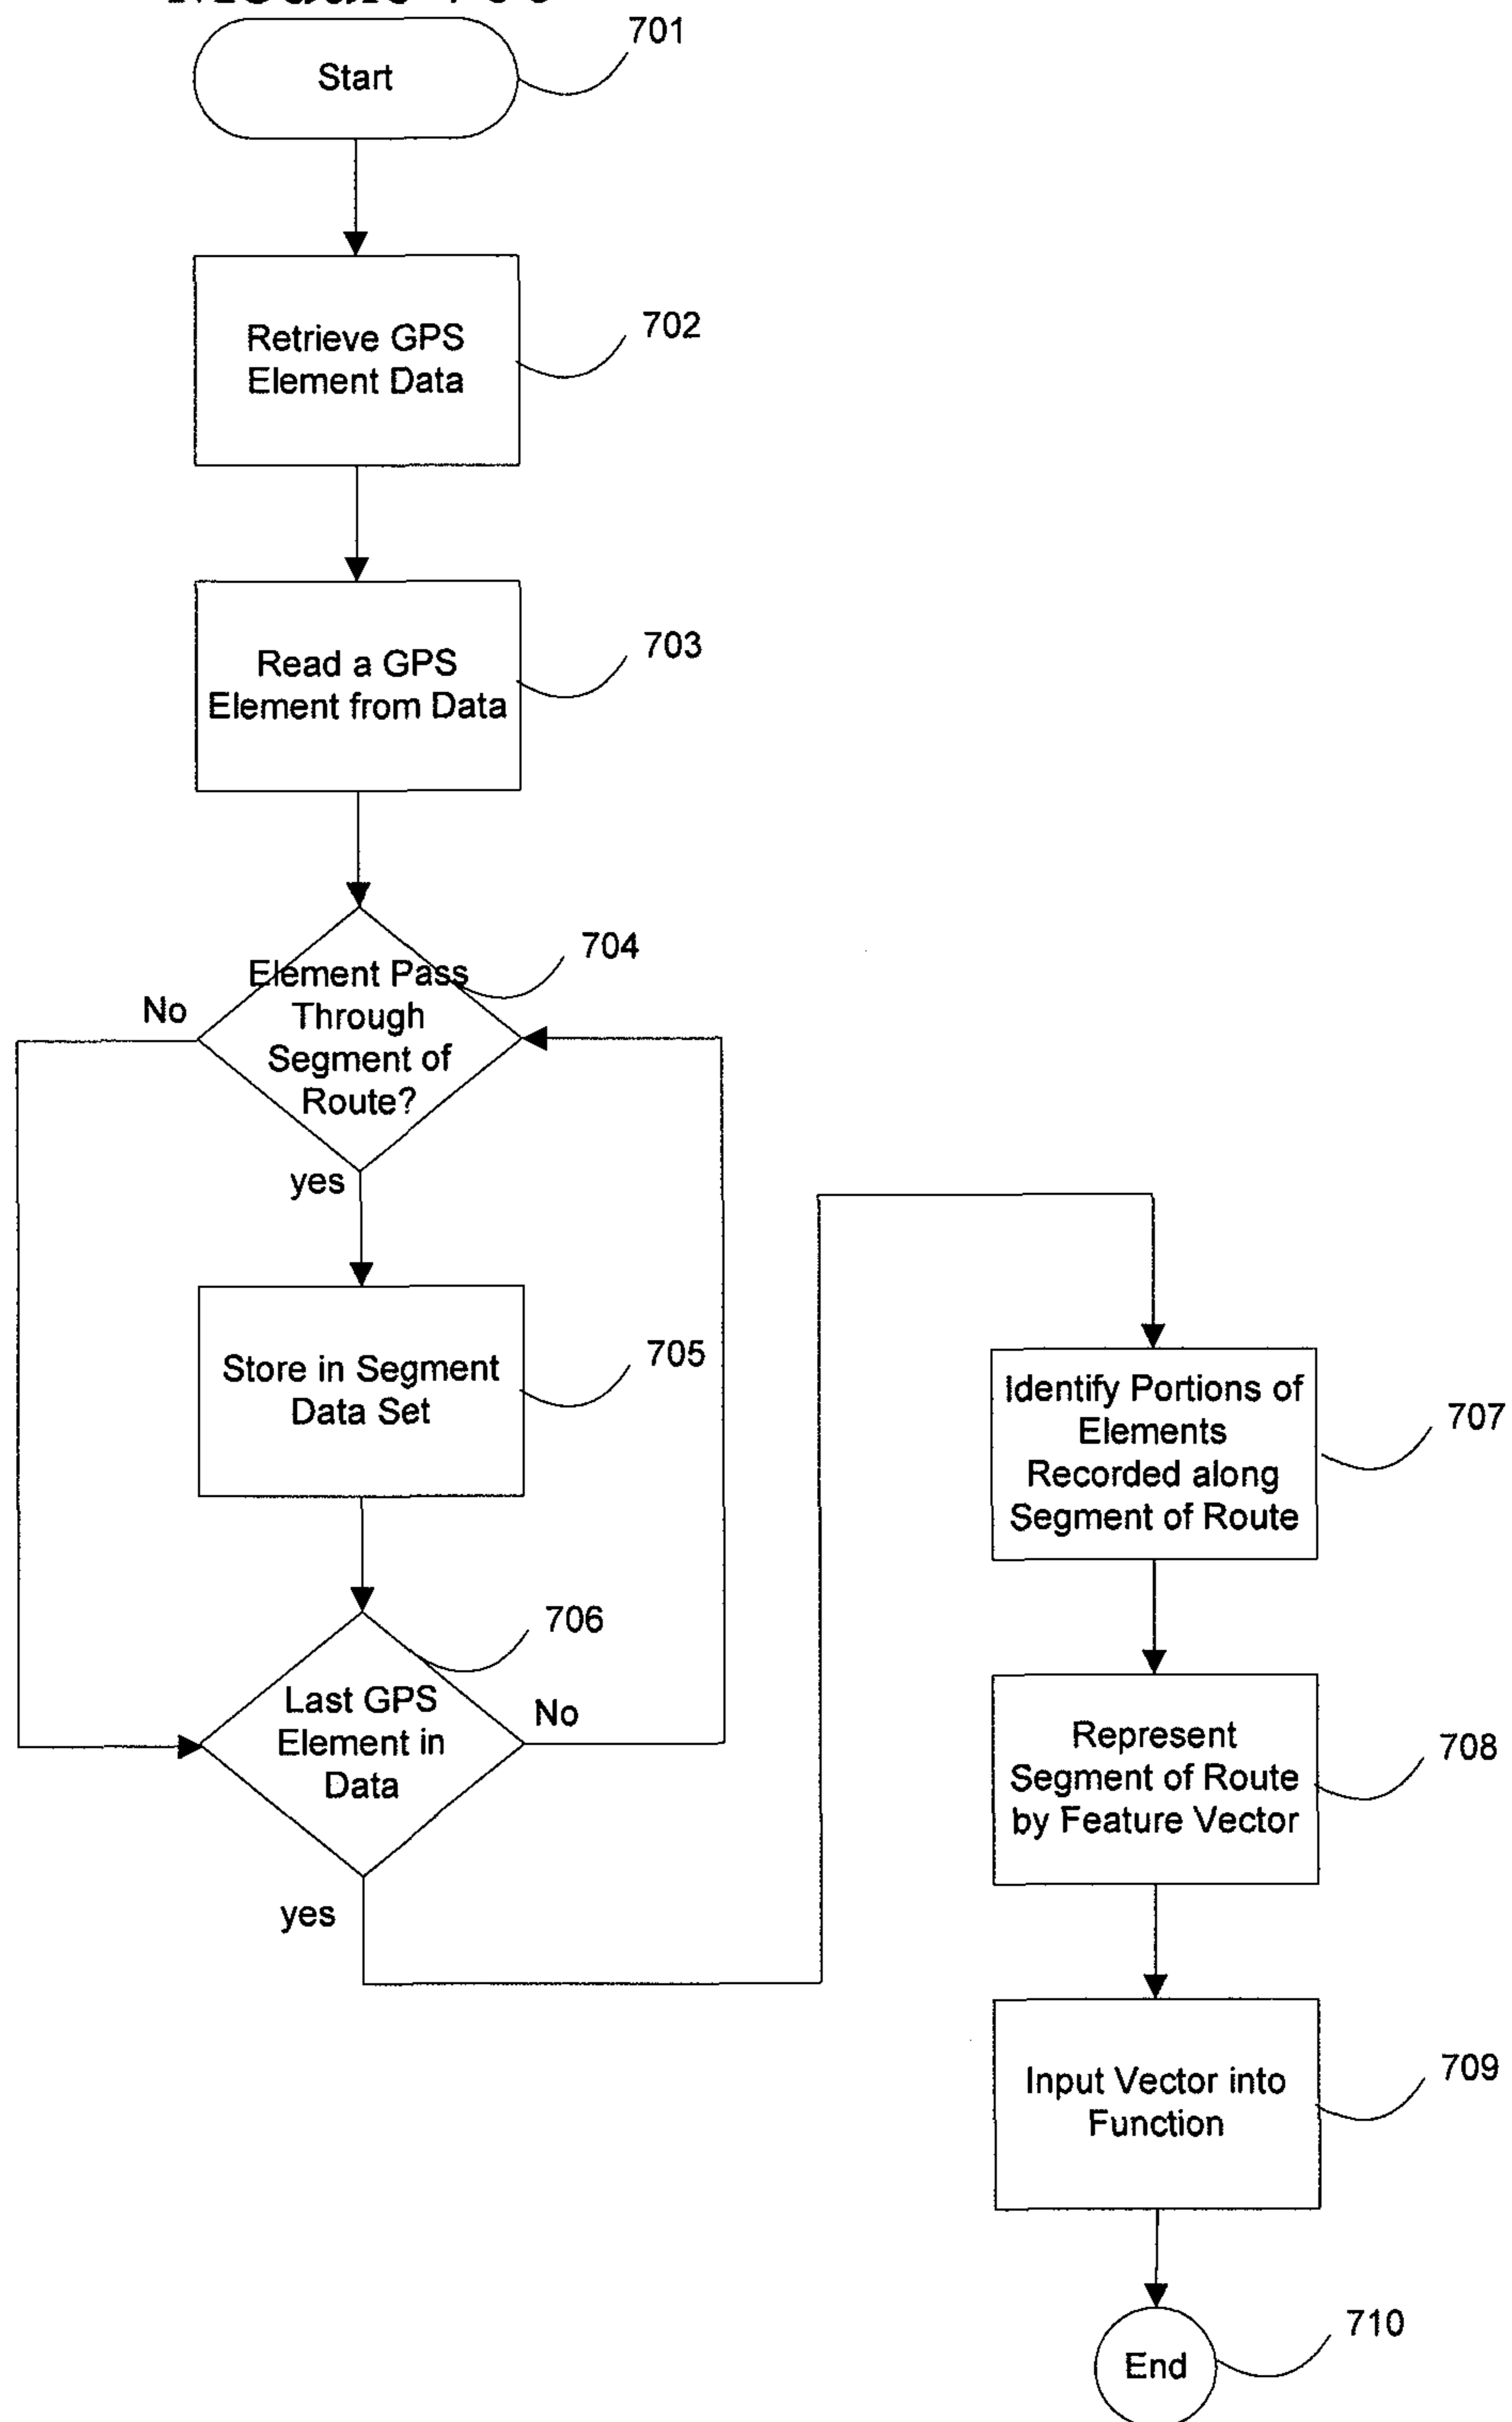 701
Start
Retrieve GPS
Element Data
702
Read a GPS
Element from Data
703
Element Pass
Through
Segment of
Route?
704
No
yes
Store in Segment
Data Set
705
Last GPS
Element in
Data
706
No
yes
Identify Portions of
Elements
Recorded along
Segment of Route
707
Represent
Segment of Route
by Feature Vector
708
Input Vector into
Function
709
End
710